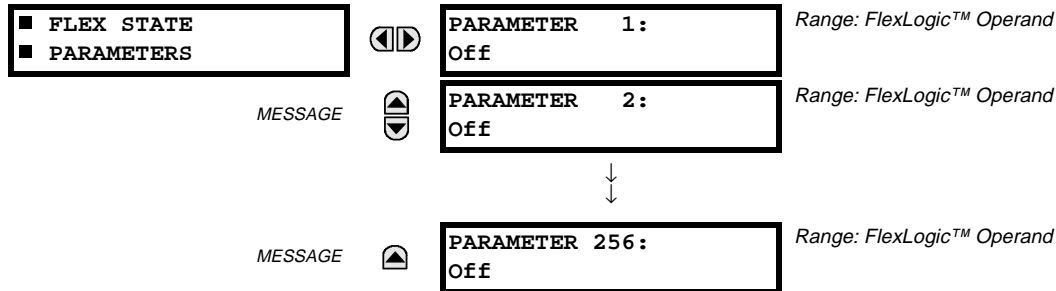 ■ FLEX STATE
■ PARAMETERS
PARAMETER 1:
Off
Range: FlexLogic™ Operand
MESSAGE
PARAMETER 2:
Off
Range: FlexLogic™ Operand
↓
↓
MESSAGE
PARAMETER 256:
Off
Range: FlexLogic™ Operand